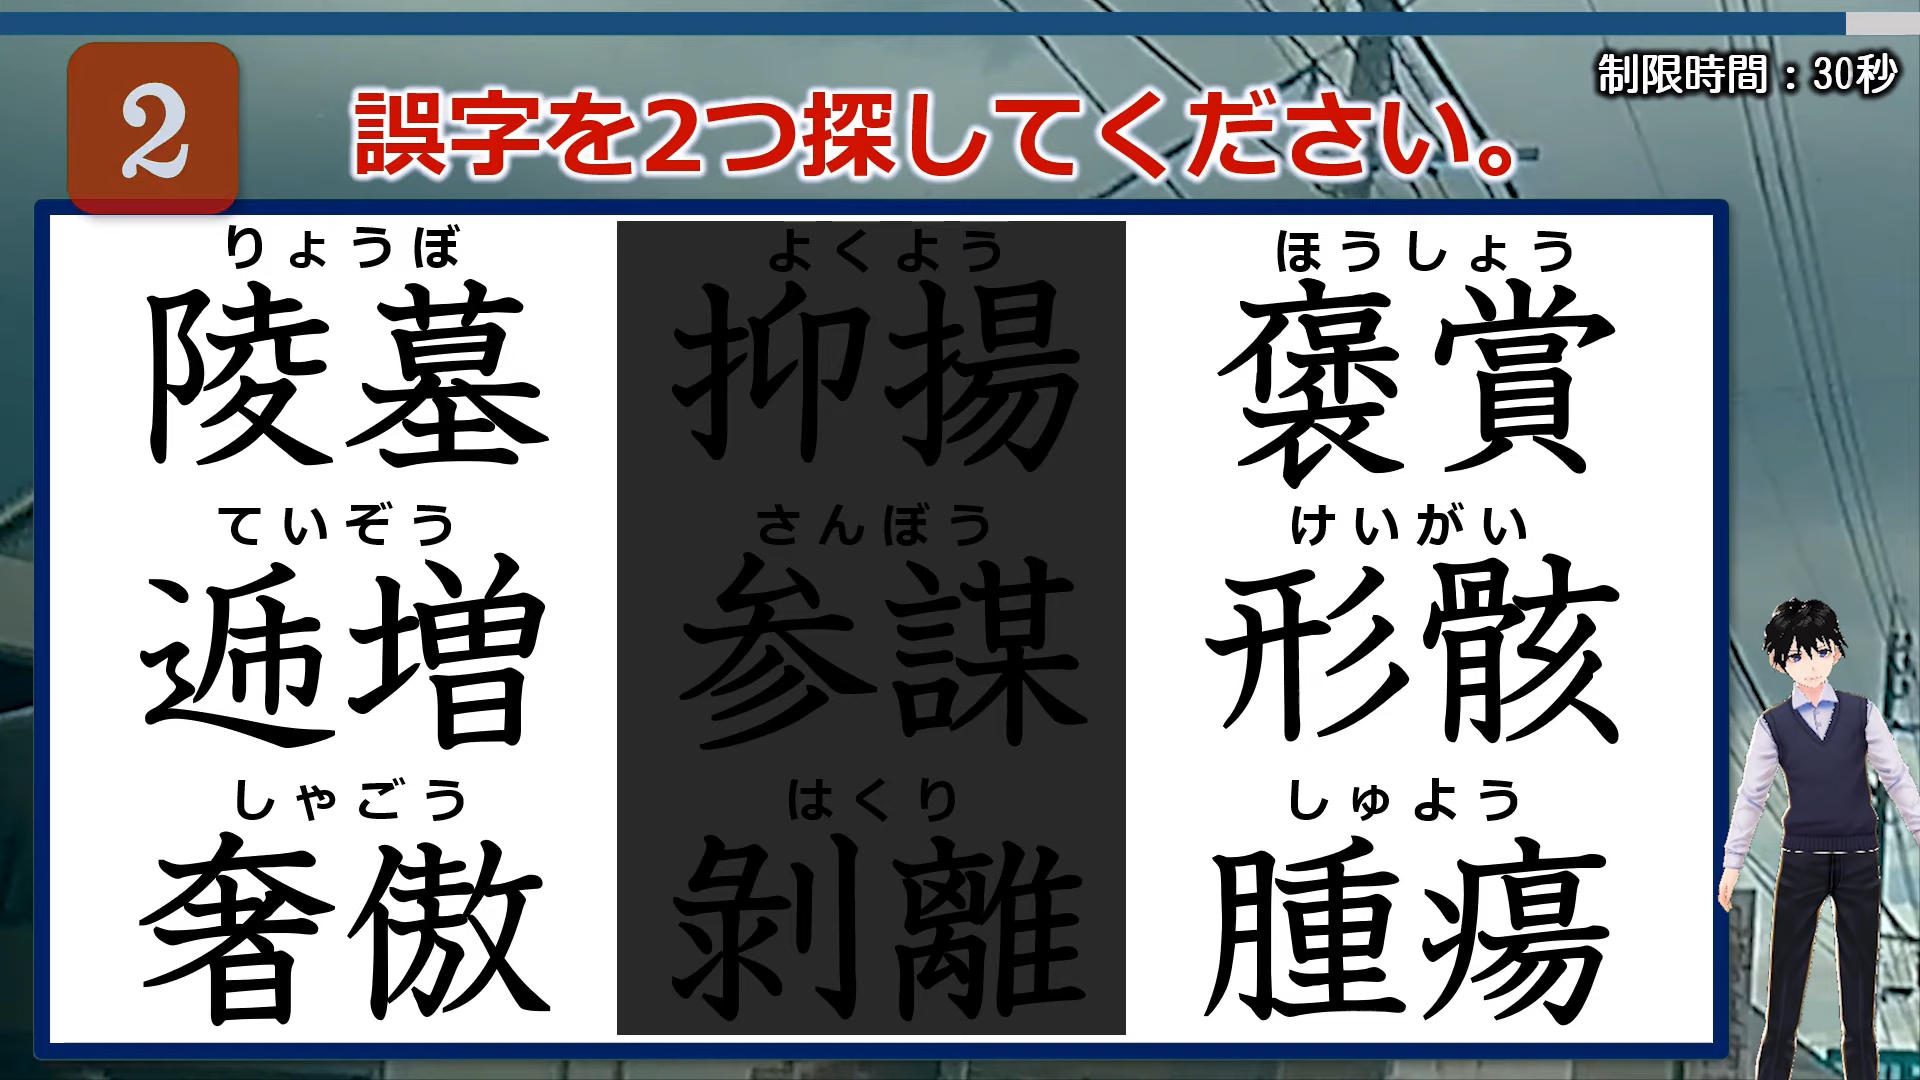 制限時間：30秒
2
誤字を2つ探してください。
りょうぼ よくよう ほうしょう
陵墓 抑揚 褒賞
ていぞう さんぼう けいがい
逓増 参謀 形骸
しゃごう はくり しゅよう
奢傲 剝離 腫瘍